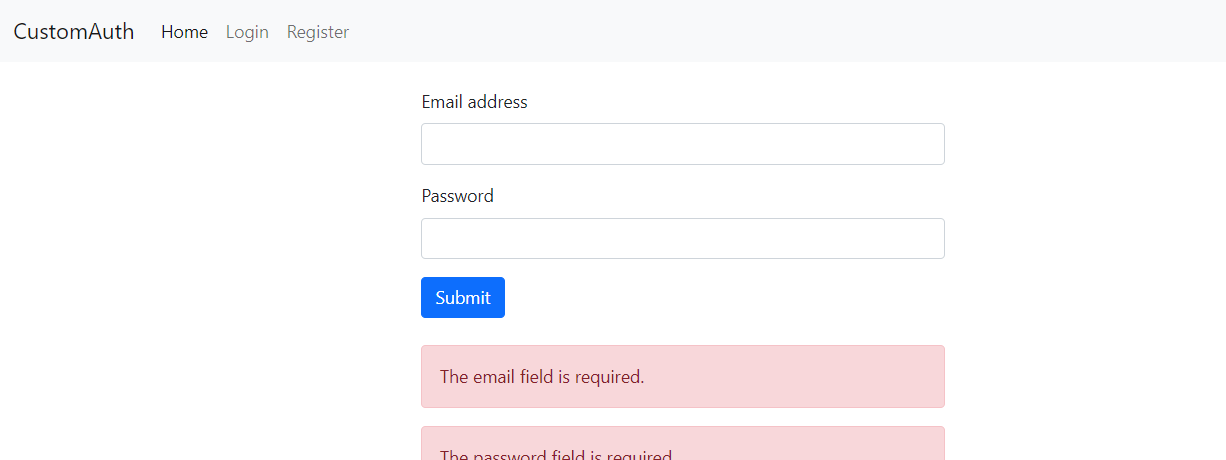 CustomAuth Home Login Register
Email address
Password
Submit
The email field is required.
The password field is required